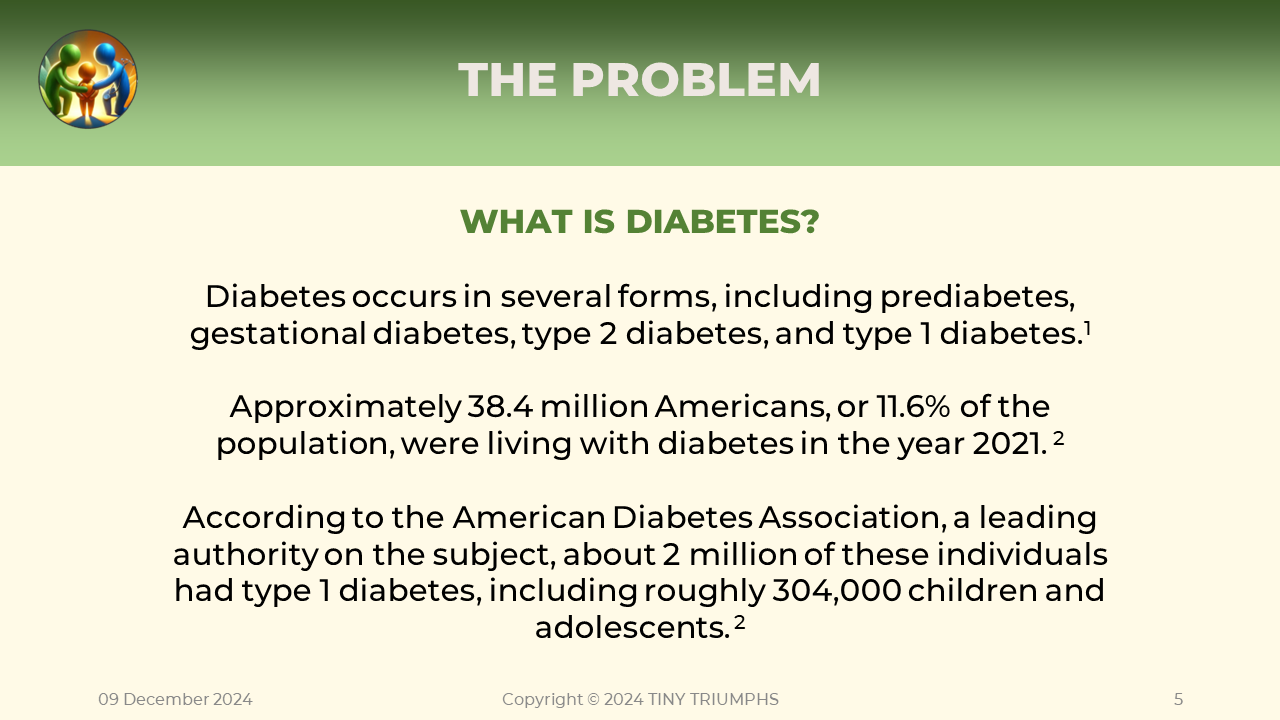 THE PROBLEM
WHAT IS DIABETES?
Diabetes occurs in several forms, including prediabetes,
gestational diabetes, type 2 diabetes, and type 1 diabetes.¹
Approximately 38.4 million Americans, or 11.6% of the
population, were living with diabetes in the year 2021. ²
According to the American Diabetes Association, a leading
authority on the subject, about 2 million of these individuals
had type 1 diabetes, including roughly 304,000 children and
adolescents. ²
09 December 2024
Copyright © 2024 TINY TRIUMPHS
5